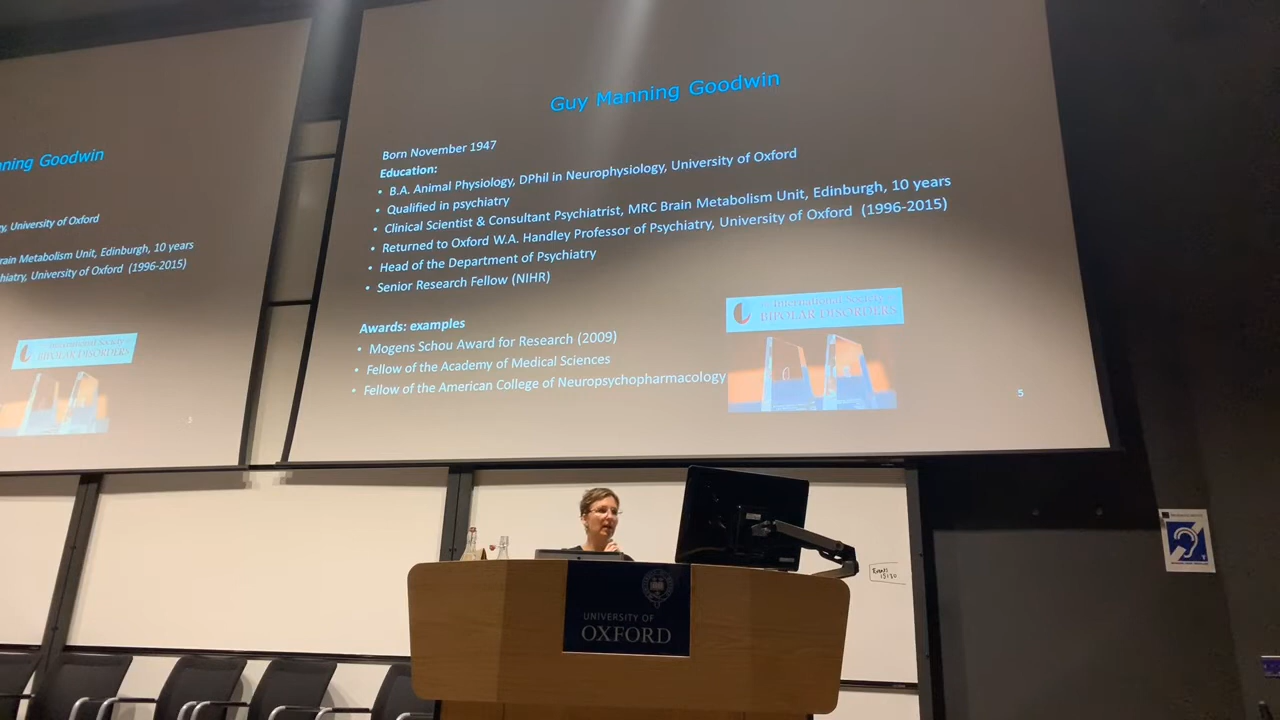 Guy Manning Goodwin
Born November 1947
Education:
• B.A. Animal Physiology, DPhil in Neurophysiology, University of Oxford
• Qualified in psychiatry
• Clinical Scientist & Consultant Psychiatrist, MRC Brain Metabolism Unit, Edinburgh, 10 years
• Returned to Oxford W.A. Handley Professor of Psychiatry, University of Oxford (1996-2015)
• Head of the Department of Psychiatry
• Senior Research Fellow (NIHR)
Awards: examples
• Mogens Schou Award for Research (2009)
• Fellow of the Academy of Medical Sciences
• Fellow of the American College of Neuropsychopharmacology
International Society
BIPOLAR DISORDERS
5
nning Goodwin
y, University of Oxford
rain Metabolism Unit, Edinburgh, 10 years
hiatry, University of Oxford (1996-2015)
International Society
BIPOLAR DISORDERS
5
UNIVERSITY OF
OXFORD